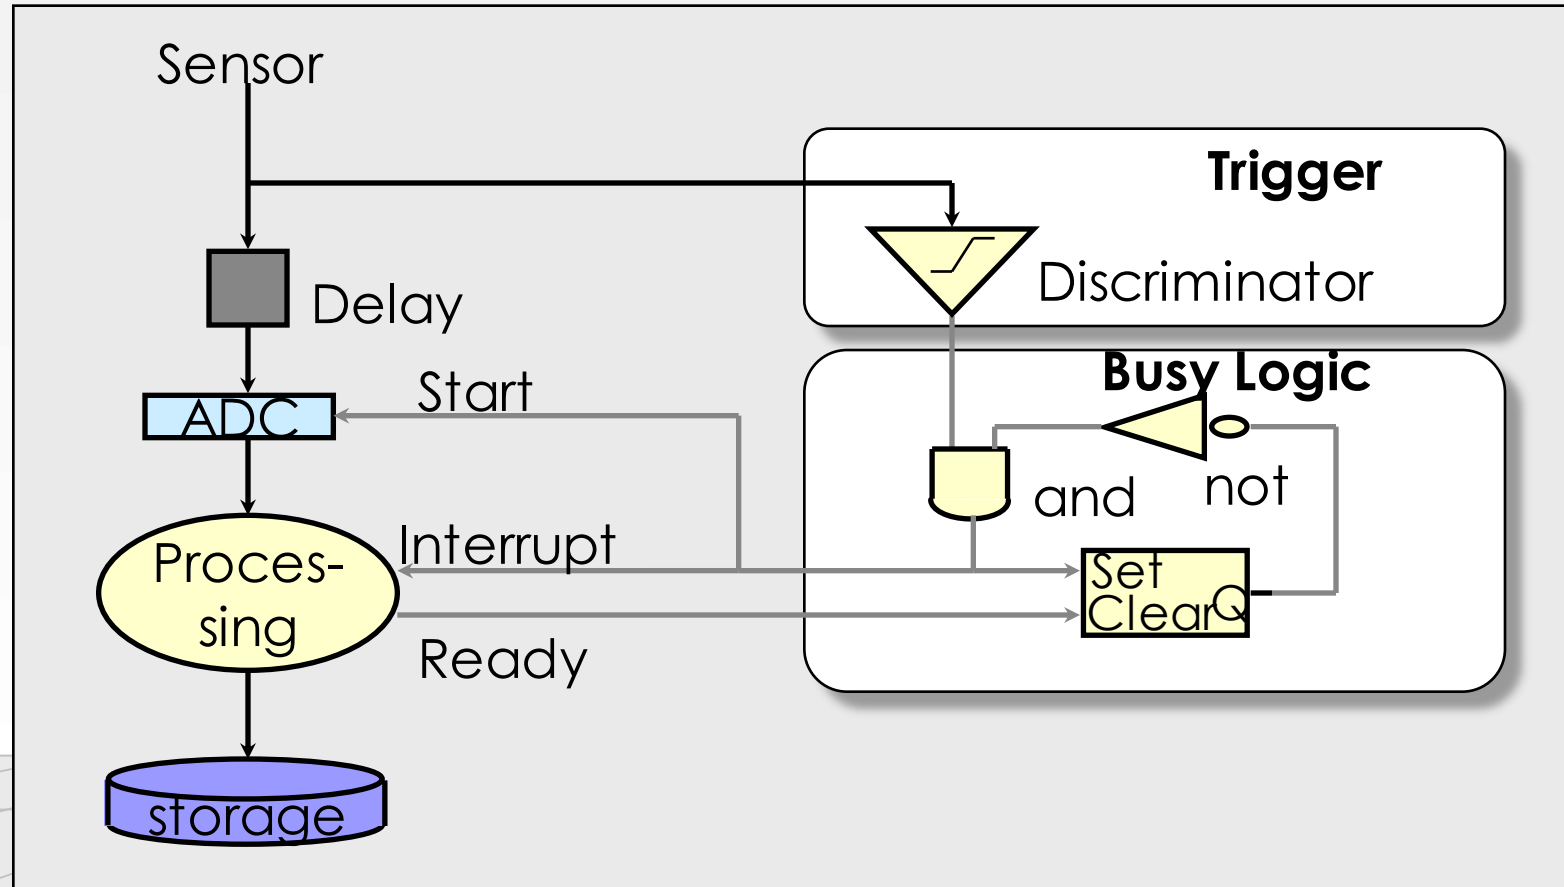 Sensor
Trigger
Discriminator
Delay
Busy Logic
Start
ADC
not
and
Interrupt
Proces-
sing
Set
Clear
Q
Ready
storage